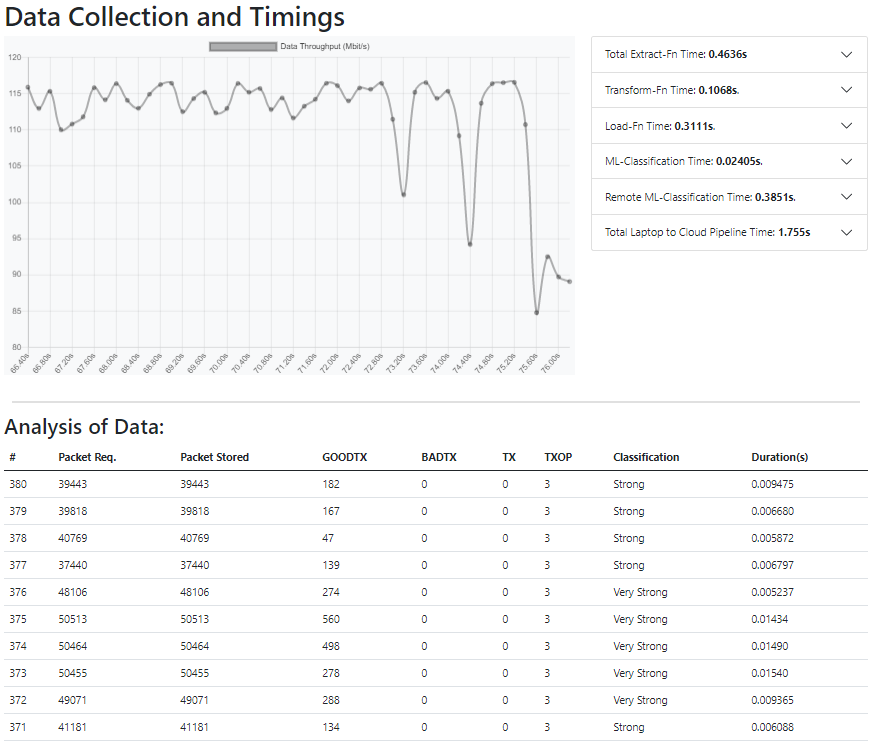 Data Collection and Timings
Data Throughput (Mbit/s)
120
115
110
105
100
95
90
85
80
66.40s 66.80s 67.20s 67.60s 68.00s 68.40s 68.80s 69.20s 69.60s 70.00s 70.40s 70.80s 71.20s 71.60s 72.00s 72.40s 72.80s 73.20s 73.60s 74.00s 74.40s 74.80s 75.20s 75.60s 76.00s
Total Extract-Fn Time: 0.4636s
Transform-Fn Time: 0.1068s.
Load-Fn Time: 0.3111s.
ML-Classification Time: 0.02405s.
Remote ML-Classification Time: 0.3851s.
Total Laptop to Cloud Pipeline Time: 1.755s
Analysis of Data:
# Packet Req. Packet Stored GOODTX BADTX TX TXOP Classification Duration(s)
380 39443 39443 182 0 0 3 Strong 0.009475
379 39818 39818 167 0 0 3 Strong 0.006680
378 40769 40769 47 0 0 3 Strong 0.005872
377 37440 37440 139 0 0 3 Strong 0.006797
376 48106 48106 274 0 0 3 Very Strong 0.005237
375 50513 50513 560 0 0 3 Very Strong 0.01434
374 50464 50464 498 0 0 3 Very Strong 0.01490
373 50455 50455 278 0 0 3 Very Strong 0.01540
372 49071 49071 288 0 0 3 Very Strong 0.009365
371 41181 41181 134 0 0 3 Strong 0.006088